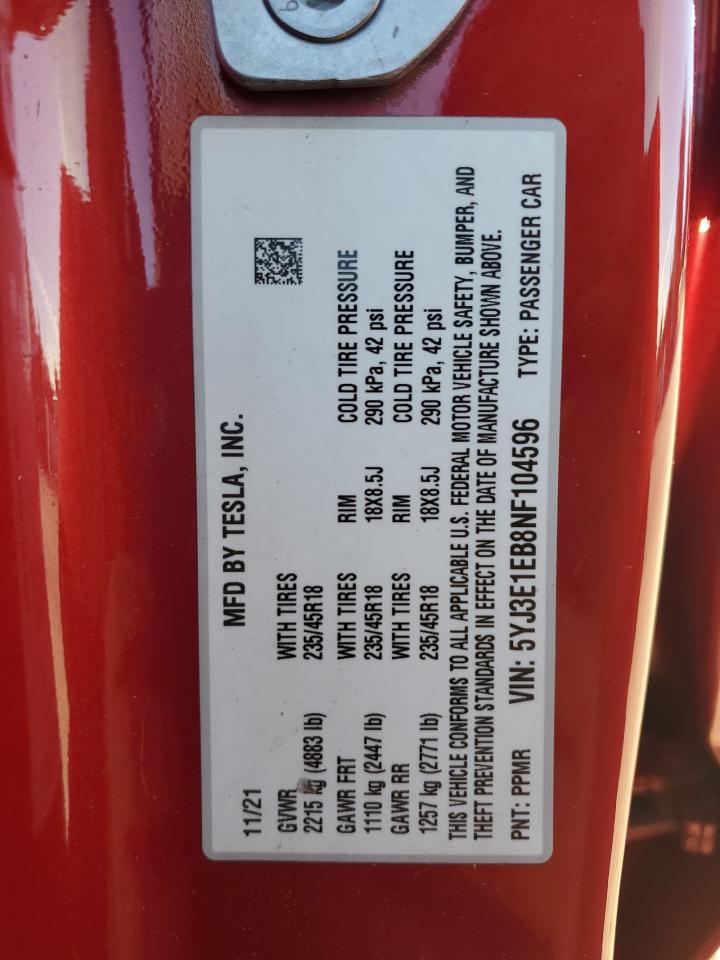 MFD BY TESLA, INC.
11/21
GVWR WITH TIRES
2215 kg (4883 lb) 235/45R18
GAWR FRT WITH TIRES RIM COLD TIRE PRESSURE
1110 kg (2447 lb) 235/45R18 18X8.5J 290 kPa, 42 psi
GAWR RR WITH TIRES RIM COLD TIRE PRESSURE
1257 kg (2771 lb) 235/45R18 18X8.5J 290 kPa, 42 psi
THIS VEHICLE CONFORMS TO ALL APPLICABLE U.S. FEDERAL MOTOR VEHICLE SAFETY, BUMPER, AND
THEFT PREVENTION STANDARDS IN EFFECT ON THE DATE OF MANUFACTURE SHOWN ABOVE.
PNT: PPMR VIN: 5YJ3E1EB8NF104596 TYPE: PASSENGER CAR